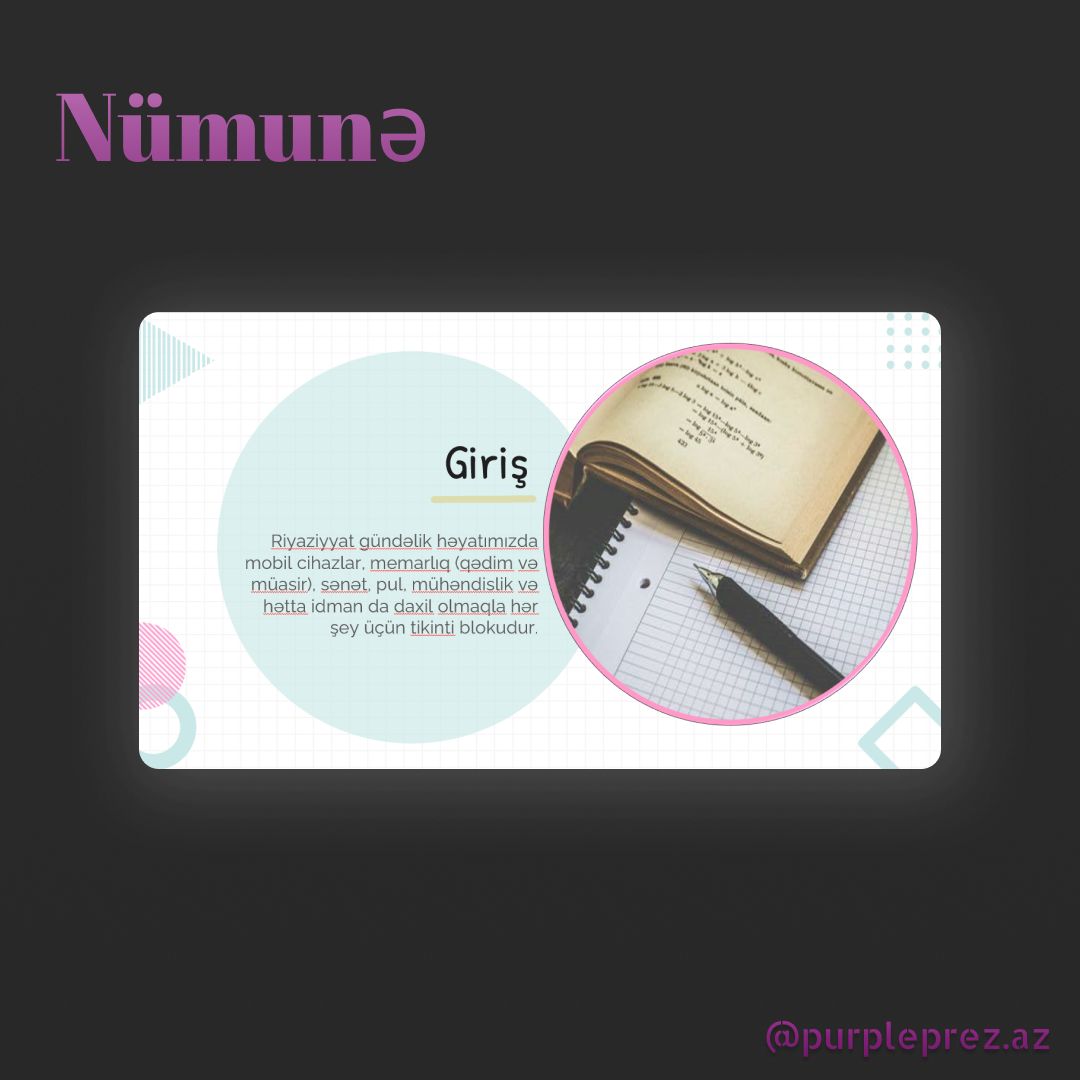 Nümunə
Giriş
Riyaziyyat gündəlik həyatımızda
mobil cihazlar, memarlıq (qədim və
müasir), sənət, pul, mühəndislik və
hətta idman da daxil olmaqla hər
şey üçün tikinti blokudur.
@purpleprez.az